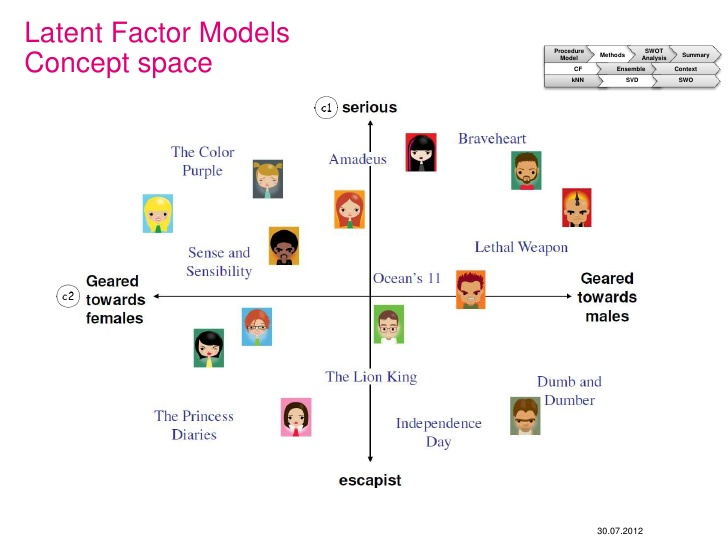 Latent Factor Models
Concept space
Procedure
Model
Methods
SWOT
Analysis
Summary
CF
Ensemble
Context
kNN
SVD
SWO
c1 serious
Braveheart
The Color
Purple
Amadeus
Lethal Weapon
Sense and
Sensibility
Ocean's 11
c2
Geared
towards
females
Geared
towards
males
The Lion King
Dumb and
Dumber
The Princess
Diaries
Independence
Day
escapist
30.07.2012